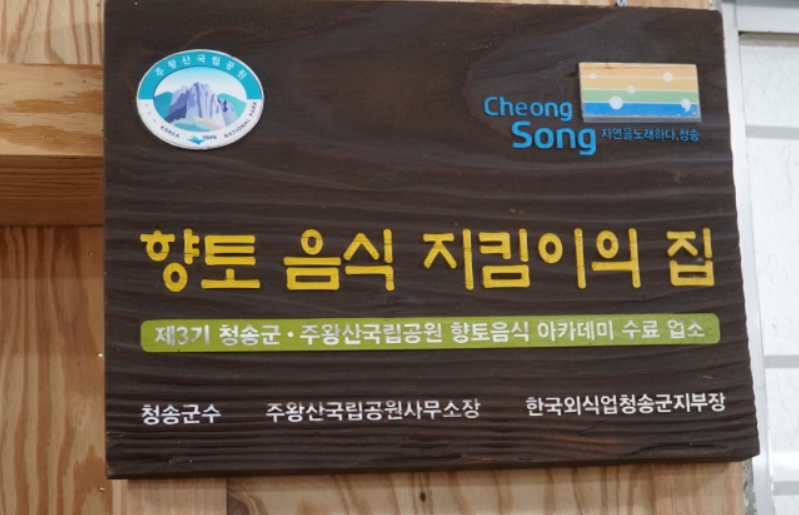 주왕산국립공원
KOREA NATIONAL PARK
Cheong
Song
자연을노래하다, 청송
향토 음식 지킴이의 집
제3기 청송군·주왕산국립공원 향토음식 아카데미 수료 업소
청송군수 주왕산국립공원사무소장 한국외식업청송군지부장